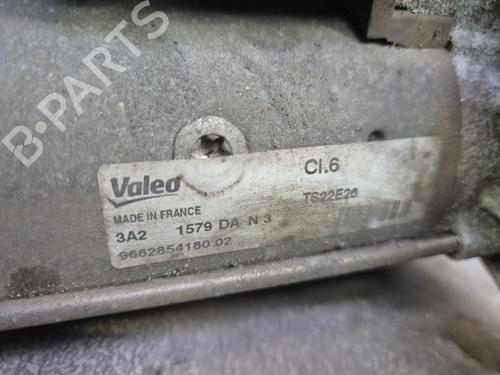 Valeo
Cl.6
MADE IN FRANCE
TS22E26
3A2 1579 DA N 3
9662854180.02
B-PARTS